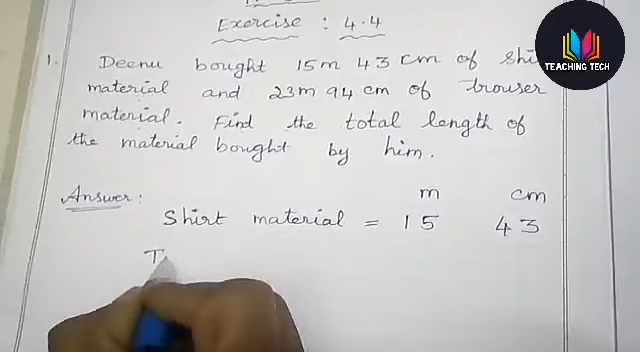 Exercise : 4.4
1. Deenu bought 15m 43 cm of
material and 23m 94 cm of trouser
material. Find the total length of
the material bought by him.
Answer:
m cm
Shirt material = 15 43
T
TEACHING TECH